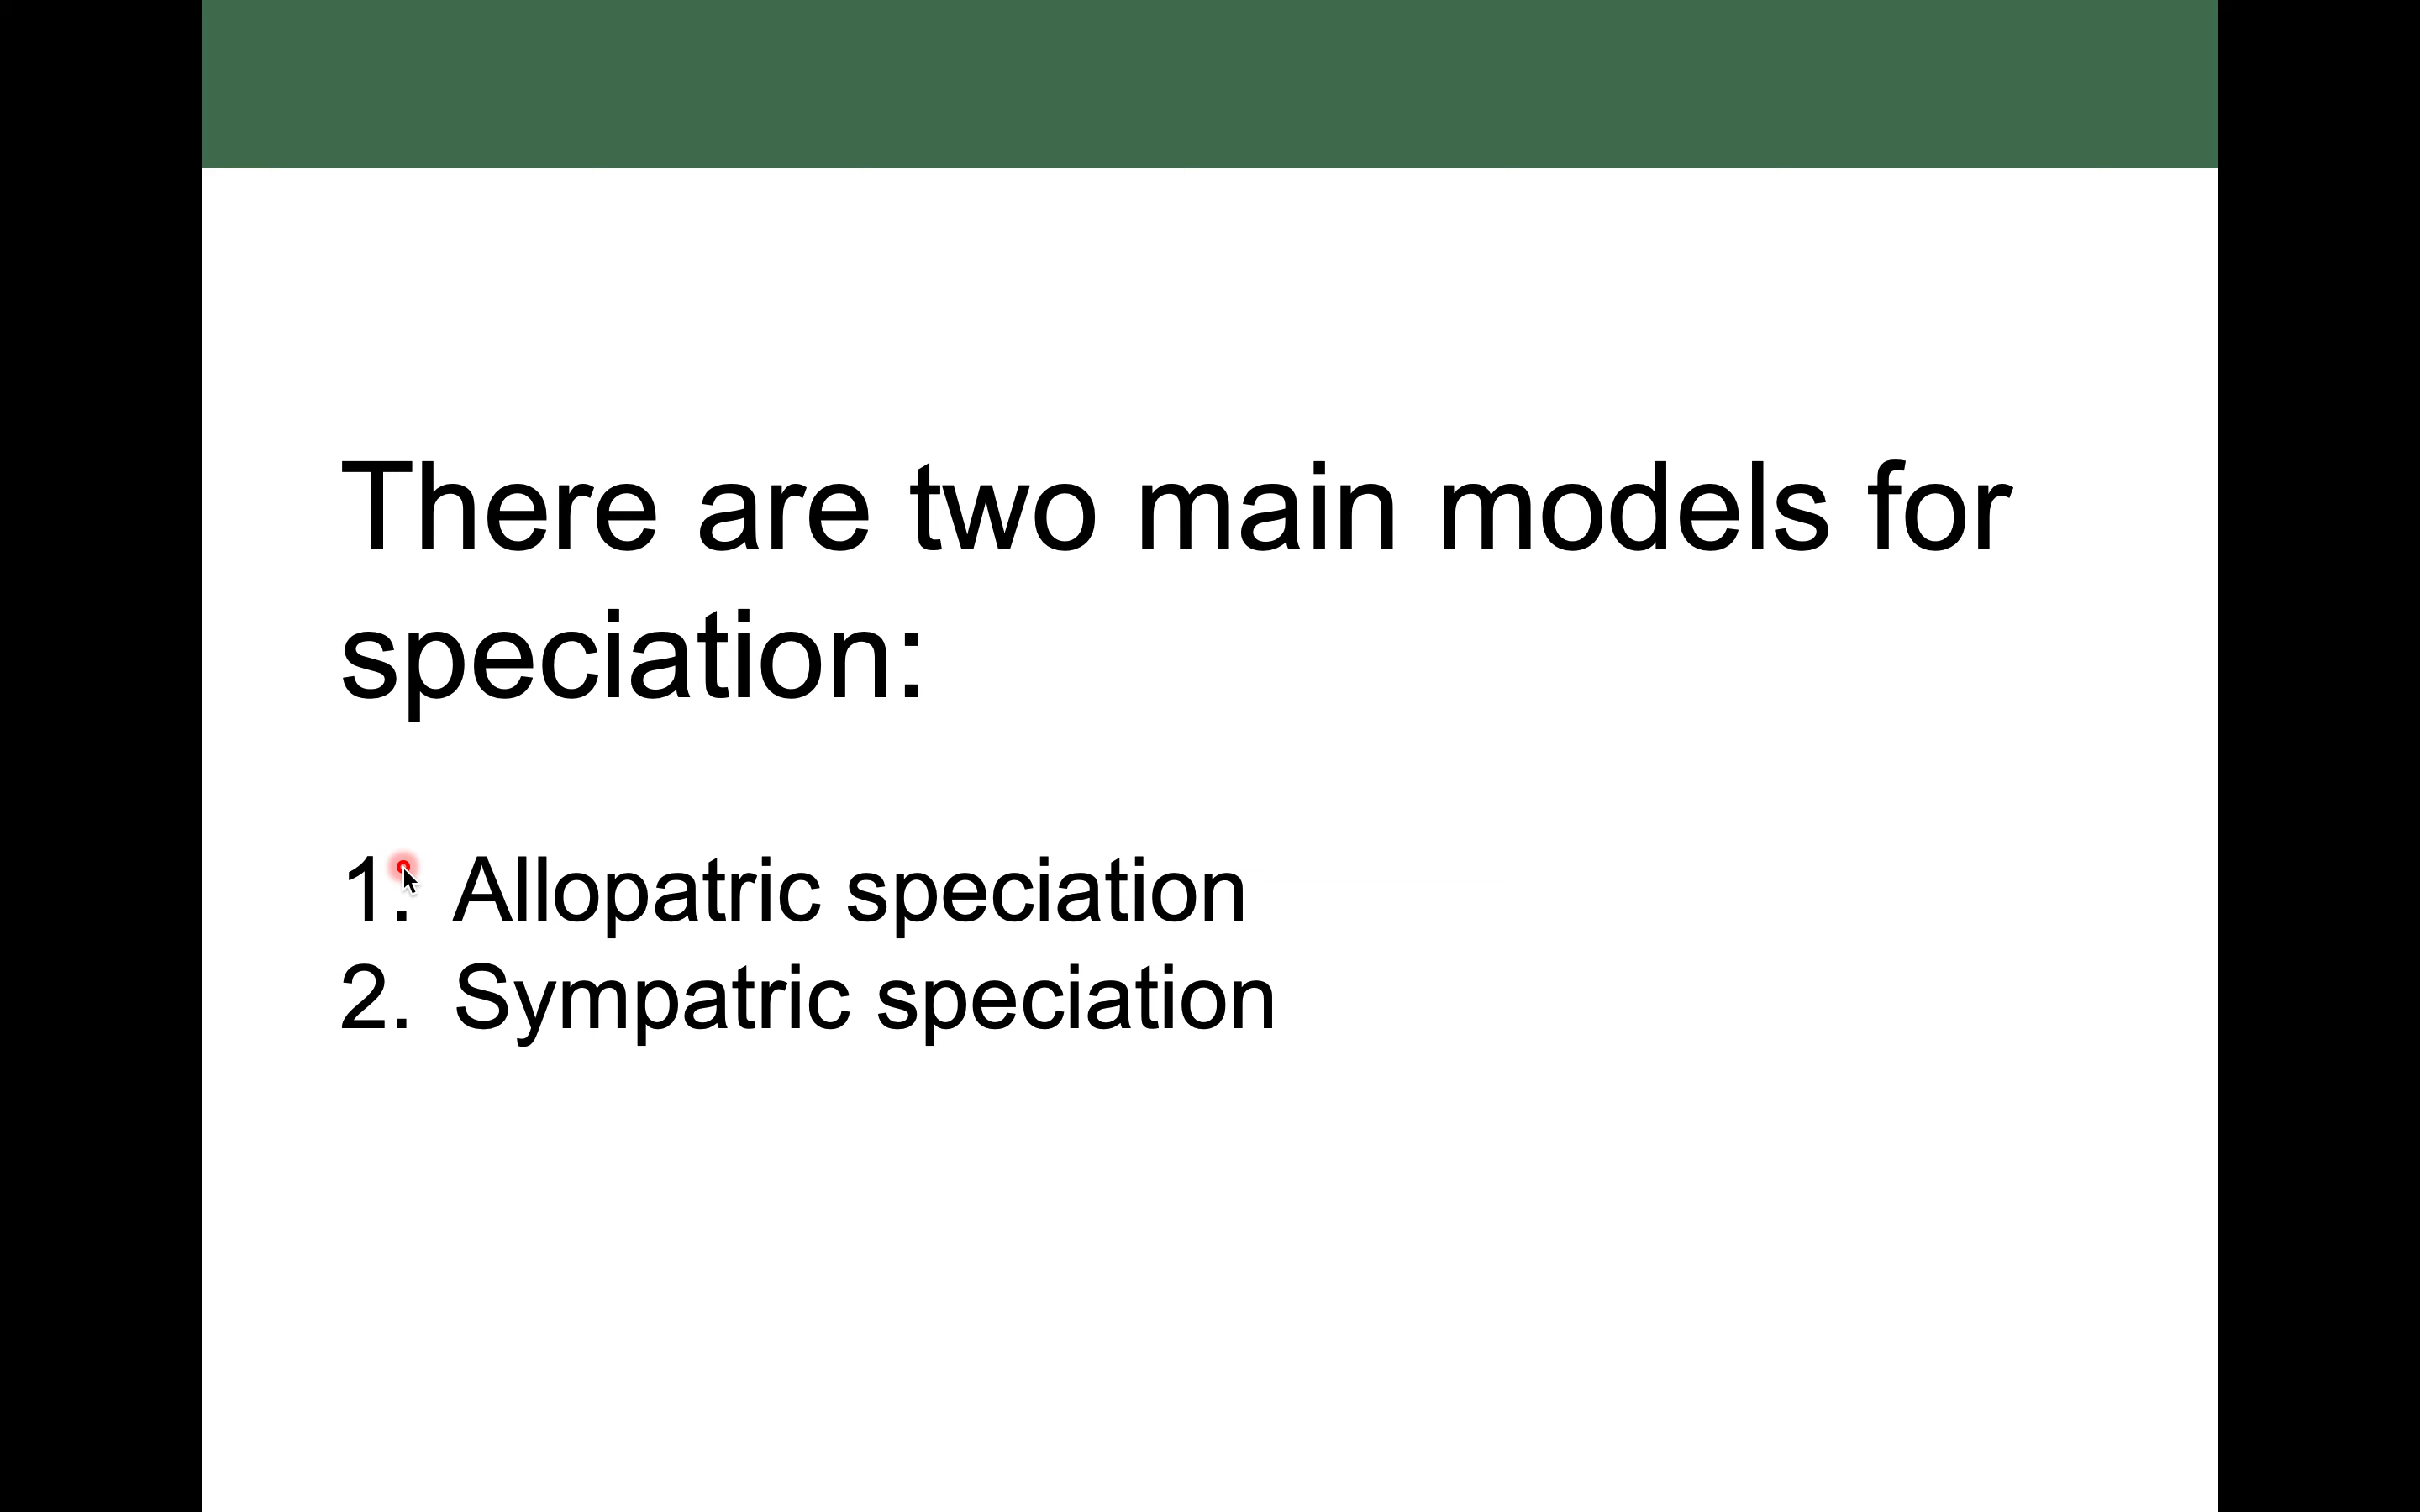 There are two main models for
speciation:
1. Allopatric speciation
2. Sympatric speciation